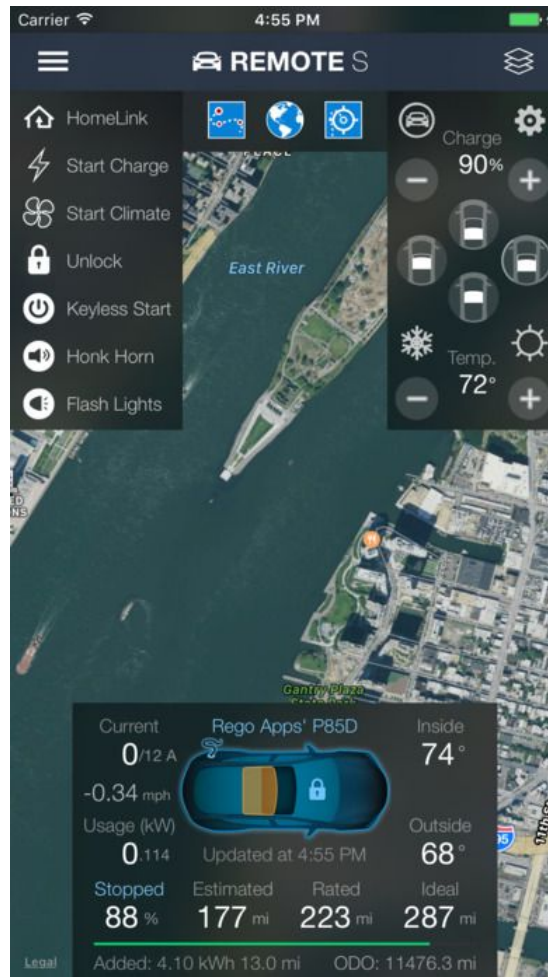 Carrier 4:55 PM
REMOTE S
HomeLink
Start Charge
Start Climate
Unlock
Keyless Start
Honk Horn
Flash Lights
Charge
90%
Temp.
72°
East River
Gantry Plaza
Current
0/12 A
-0.34 mph
Usage (kW)
0.114
Rego Apps' P85D
Updated at 4:55 PM
Inside
74°
Outside
68°
Stopped Estimated Rated Ideal
88 % 177 mi 223 mi 287 mi
Added: 4.10 kWh 13.0 mi ODO: 11476.3 mi
Legal
11th S
95